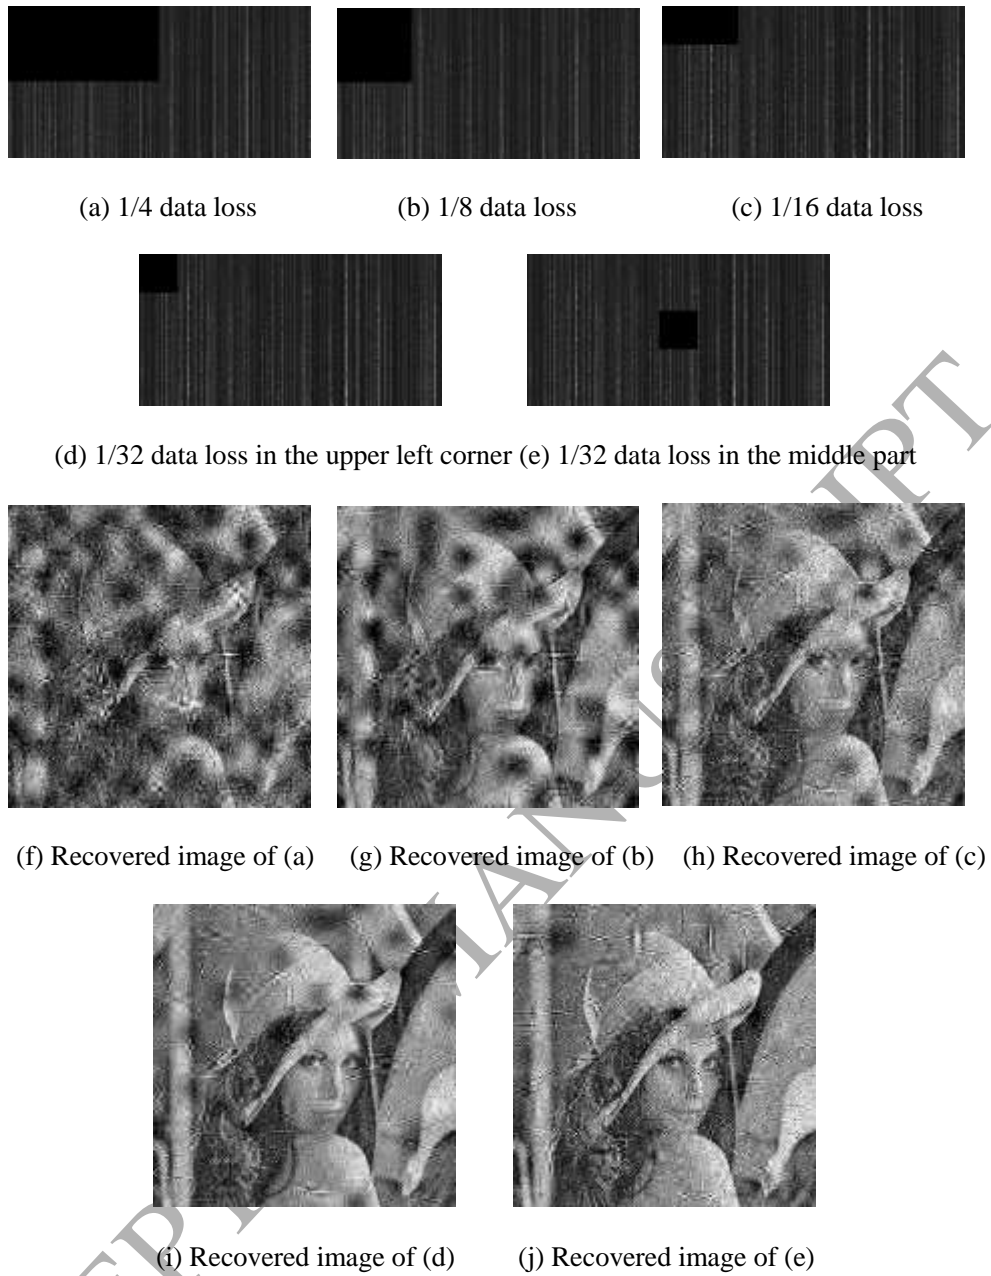 (a) 1/4 data loss (b) 1/8 data loss (c) 1/16 data loss
(d) 1/32 data loss in the upper left corner (e) 1/32 data loss in the middle part
(f) Recovered image of (a) (g) Recovered image of (b) (h) Recovered image of (c)
(i) Recovered image of (d) (j) Recovered image of (e)